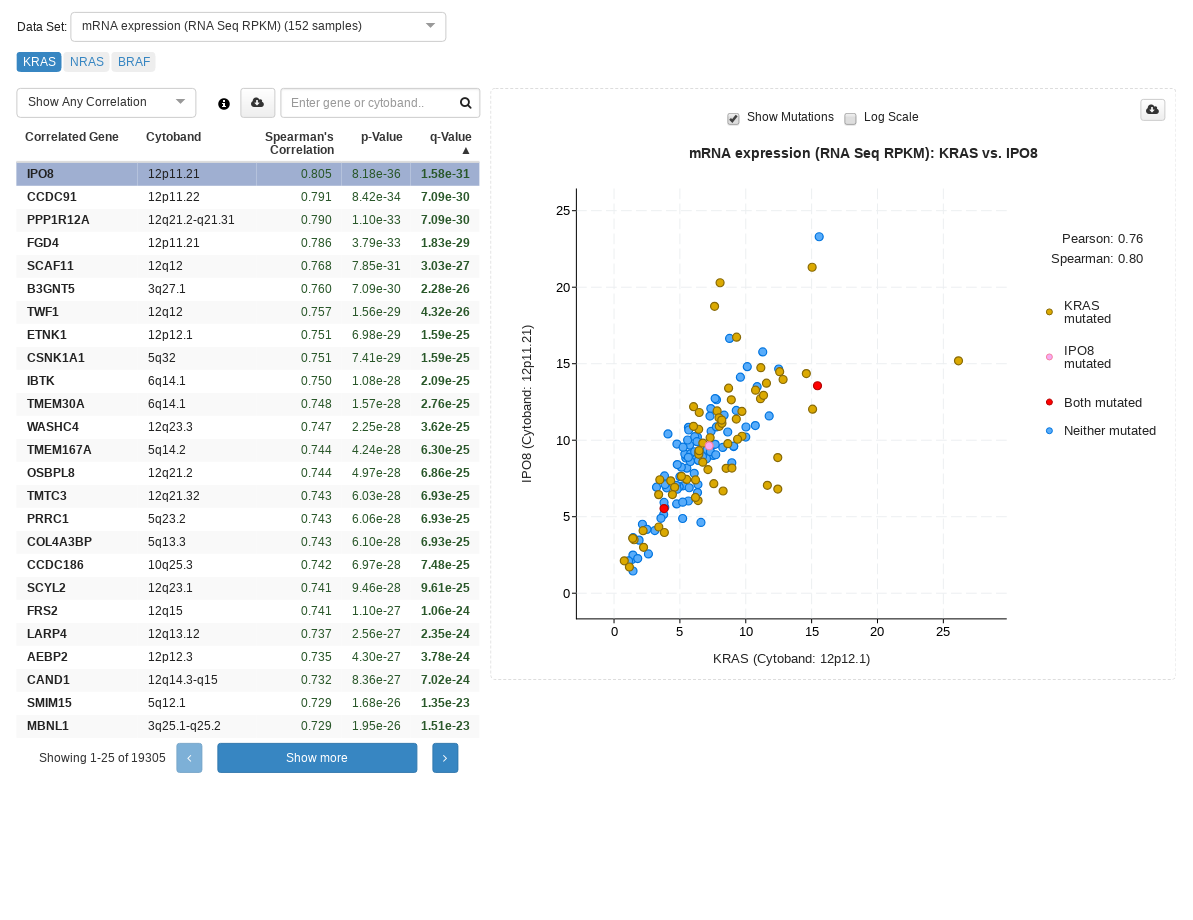 Data Set: mRNA expression (RNA Seq RPKM) (152 samples)
KRAS NRAS BRAF
Show Any Correlation Enter gene or cytoband..
Correlated Gene Cytoband Spearman's Correlation p-Value q-Value ▲
IPO8 12p11.21 0.805 8.18e-36 1.58e-31
CCDC91 12p11.22 0.791 8.42e-34 7.09e-30
PPP1R12A 12q21.2-q21.31 0.790 1.10e-33 7.09e-30
FGD4 12p11.21 0.786 3.79e-33 1.83e-29
SCAF11 12q12 0.768 7.85e-31 3.03e-27
B3GNT5 3q27.1 0.760 7.09e-30 2.28e-26
TWF1 12q12 0.757 1.56e-29 4.32e-26
ETNK1 12p12.1 0.751 6.98e-29 1.59e-25
CSNK1A1 5q32 0.751 7.41e-29 1.59e-25
IBTK 6q14.1 0.750 1.08e-28 2.09e-25
TMEM30A 6q14.1 0.748 1.57e-28 2.76e-25
WASHC4 12q23.3 0.747 2.25e-28 3.62e-25
TMEM167A 5q14.2 0.744 4.24e-28 6.30e-25
OSBPL8 12q21.2 0.744 4.97e-28 6.86e-25
TMTC3 12q21.32 0.743 6.03e-28 6.93e-25
PRRC1 5q23.2 0.743 6.06e-28 6.93e-25
COL4A3BP 5q13.3 0.743 6.10e-28 6.93e-25
CCDC186 10q25.3 0.742 6.97e-28 7.48e-25
SCYL2 12q23.1 0.741 9.46e-28 9.61e-25
FRS2 12q15 0.741 1.10e-27 1.06e-24
LARP4 12q13.12 0.737 2.56e-27 2.35e-24
AEBP2 12p12.3 0.735 4.30e-27 3.78e-24
CAND1 12q14.3-q15 0.732 8.36e-27 7.02e-24
SMIM15 5q12.1 0.729 1.68e-26 1.35e-23
MBNL1 3q25.1-q25.2 0.729 1.95e-26 1.51e-23
Showing 1-25 of 19305 ‹ Show more ›
Show Mutations Log Scale
mRNA expression (RNA Seq RPKM): KRAS vs. IPO8
IPO8 (Cytoband: 12p11.21)
25
20
15
10
5
0
0 5 10 15 20 25
KRAS (Cytoband: 12p12.1)
Pearson: 0.76
Spearman: 0.80
KRAS
mutated
IPO8
mutated
Both mutated
Neither mutated